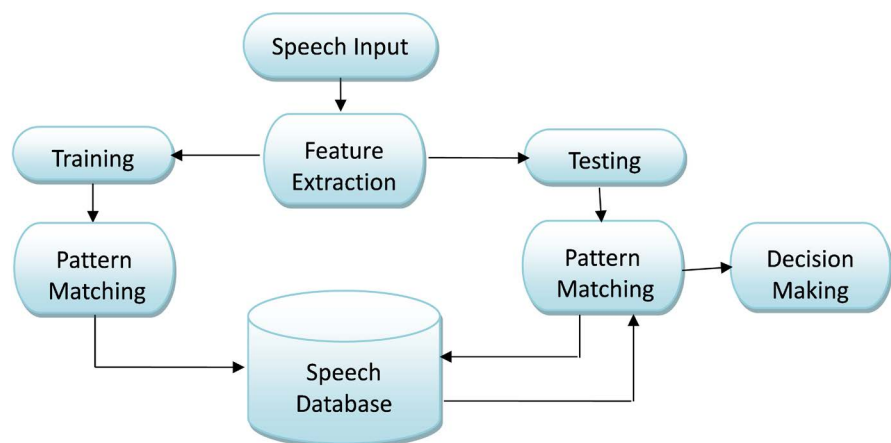 Speech Input
Feature
Extraction
Training
Testing
Pattern
Matching
Pattern
Matching
Decision
Making
Speech
Database